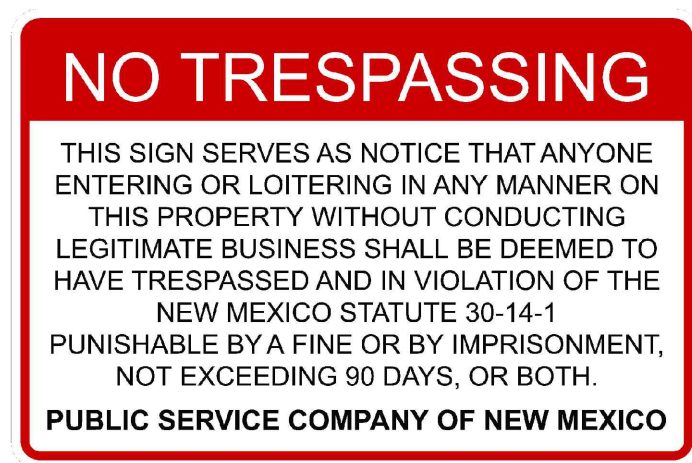 NO TRESPASSING
THIS SIGN SERVES AS NOTICE THAT ANYONE
ENTERING OR LOITERING IN ANY MANNER ON
THIS PROPERTY WITHOUT CONDUCTING
LEGITIMATE BUSINESS SHALL BE DEEMED TO
HAVE TRESPASSED AND IN VIOLATION OF THE
NEW MEXICO STATUTE 30-14-1
PUNISHABLE BY A FINE OR BY IMPRISONMENT,
NOT EXCEEDING 90 DAYS, OR BOTH.
PUBLIC SERVICE COMPANY OF NEW MEXICO